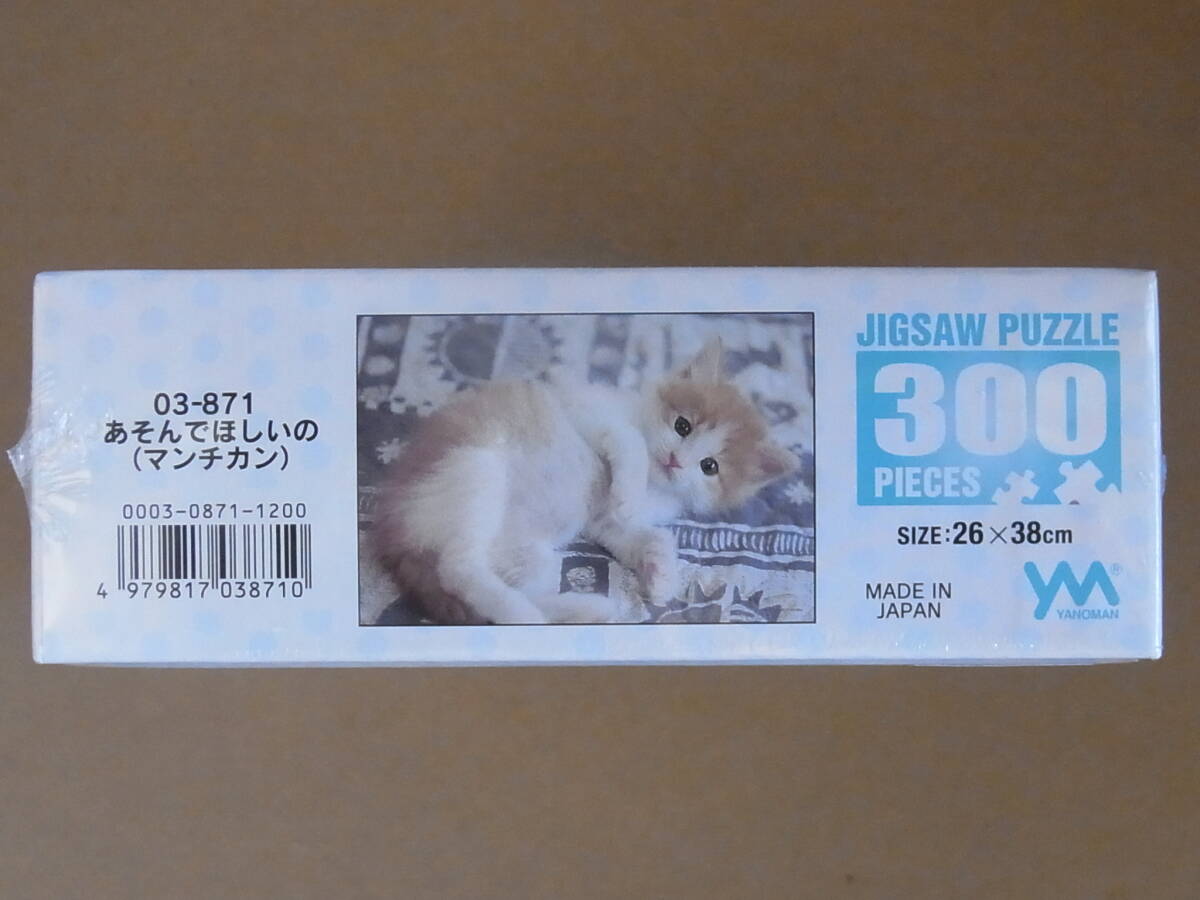 03-871
あそんでほしいの
(マンチカン)
0003-0871-1200
4 979817 038710
JIGSAW PUZZLE
300
PIECES
SIZE:26×38cm
MADE IN
JAPAN
YM®
YANOMAN